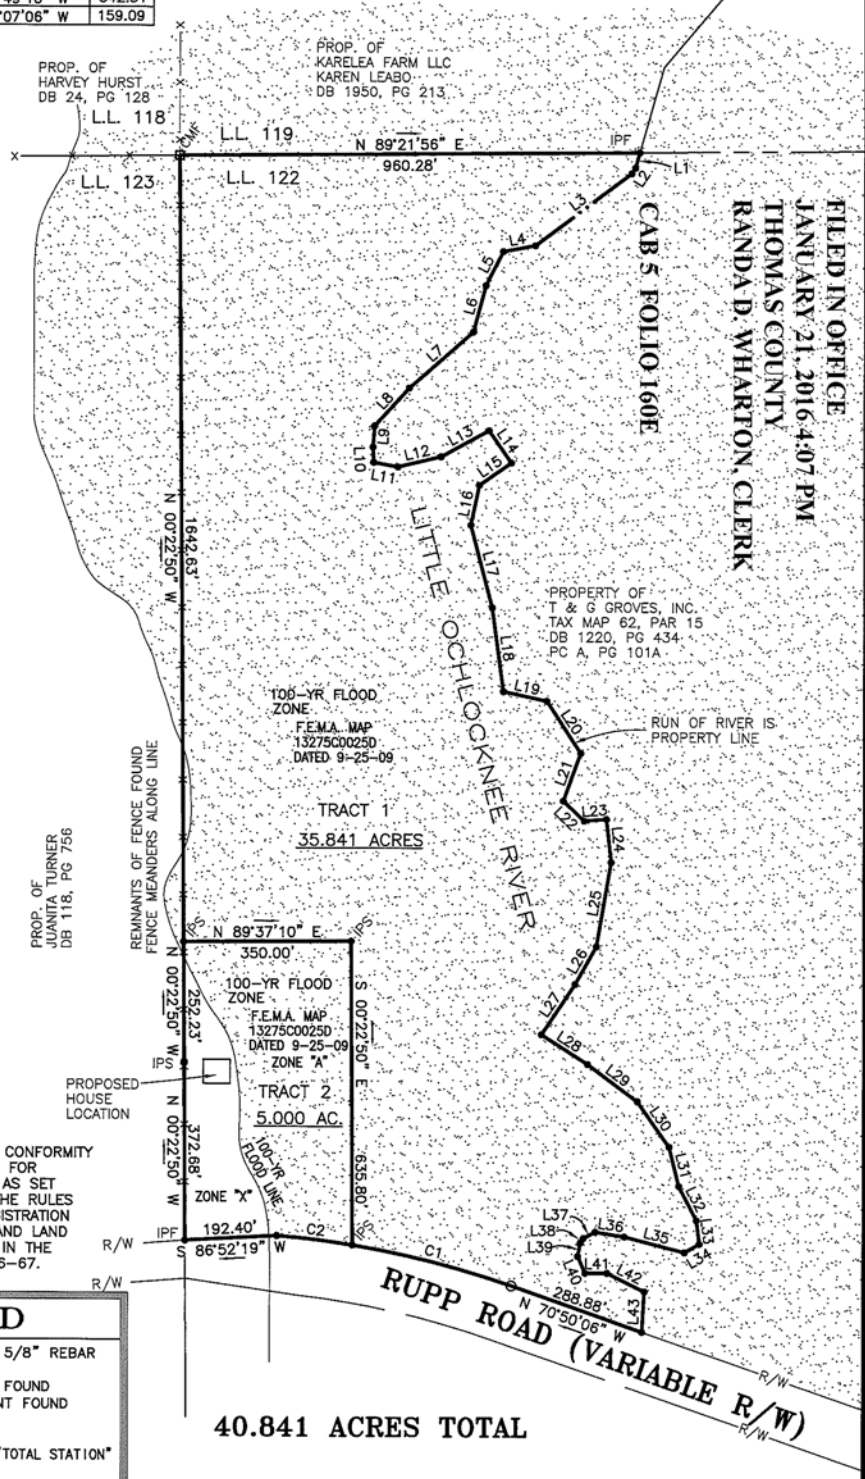 07'06" W 159.09
PROP. OF
HARVEY HURST
DB 24, PG 128
PROP. OF
KARELEA FARM LLC
KAREN LEABO
DB 1950, PG 213
L.L. 118
L.L. 119
CMF
N 89°21'56" E
960.28'
IPF
L1
L2
L.L. 123
L.L. 122
FILED IN OFFICE
JANUARY 21, 2016 4:07 PM
THOMAS COUNTY
RANDA D. WHARTON, CLERK
CAB 5 FOLIO 160E
L3
L4
L5
L6
L7
L8
L9
L10
L11
L12
L13
L14
L15
L16
L17
L18
L19
L20
L21
L22
L23
L24
L25
L26
L27
L28
L29
L30
L31
L32
L33
L34
L35
L36
L37
L38
L39
L40
L41
L42
L43
LITTLE OCHLOCKNEE RIVER
1642.63'
N 00°22'50" W
PROPERTY OF
T & G GROVES, INC.
TAX MAP 62, PAR 15
DB 1220, PG 434
PC A, PG 101A
RUN OF RIVER IS
PROPERTY LINE
100-YR FLOOD
ZONE
F.E.M.A. MAP
13275C0025D
DATED 9-25-09
TRACT 1
35.841 ACRES
REMNANTS OF FENCE FOUND
FENCE MEANDERS ALONG LINE
PROP. OF
JUANITA TURNER
DB 118, PG 756
IPS
N 89°37'10" E
350.00'
IPS
252.23'
N 00°22'50" W
100-YR FLOOD
ZONE
F.E.M.A. MAP
13275C0025D
DATED 9-25-09
ZONE "A"
TRACT 2
5.000 AC.
S 00°22'50" E
635.80'
IPS
PROPOSED
HOUSE
LOCATION
372.68'
N 00°22'50" W
100-YR
FLOOD LINE
ZONE "X"
IPF
192.40'
S 86°52'19" W
C2
IPS
C1
R/W
R/W
288.88'
N 70°50'06" W
RUPP ROAD (VARIABLE R/W)
R/W
R/W
CONFORMITY
FOR
AS SET
HE RULES
ISTRATION
AND LAND
IN THE
6-67.
D
5/8" REBAR
FOUND
NT FOUND
"TOTAL STATION"
40.841 ACRES TOTAL